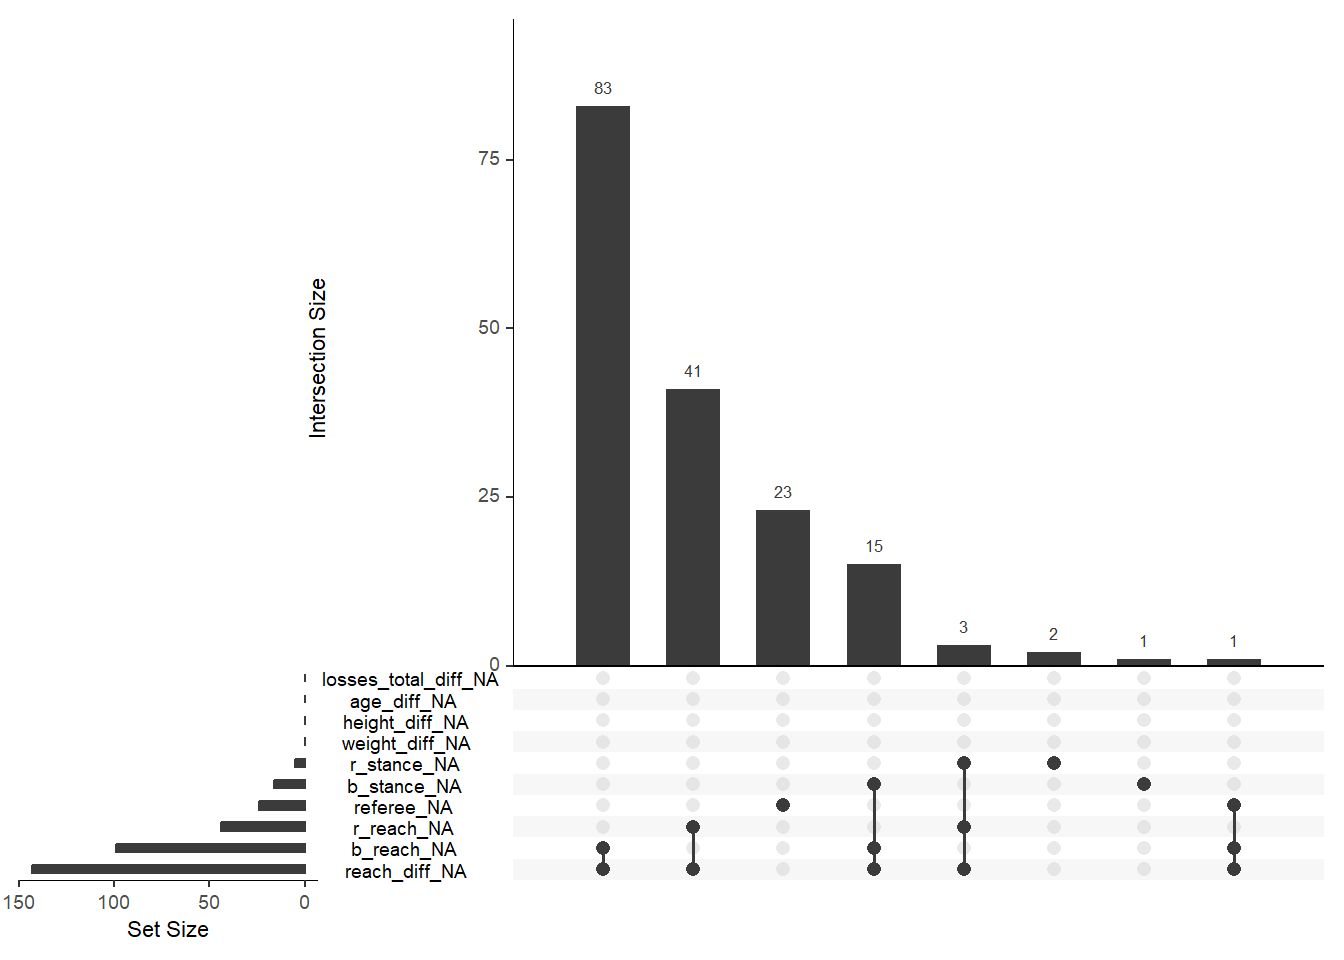 83
75
41
50
Intersection Size
25
23
15
3
2
1
1
0
losses_total_diff_NA
age_diff_NA
height_diff_NA
weight_diff_NA
r_stance_NA
b_stance_NA
referee_NA
r_reach_NA
b_reach_NA
reach_diff_NA
150 100 50 0
Set Size